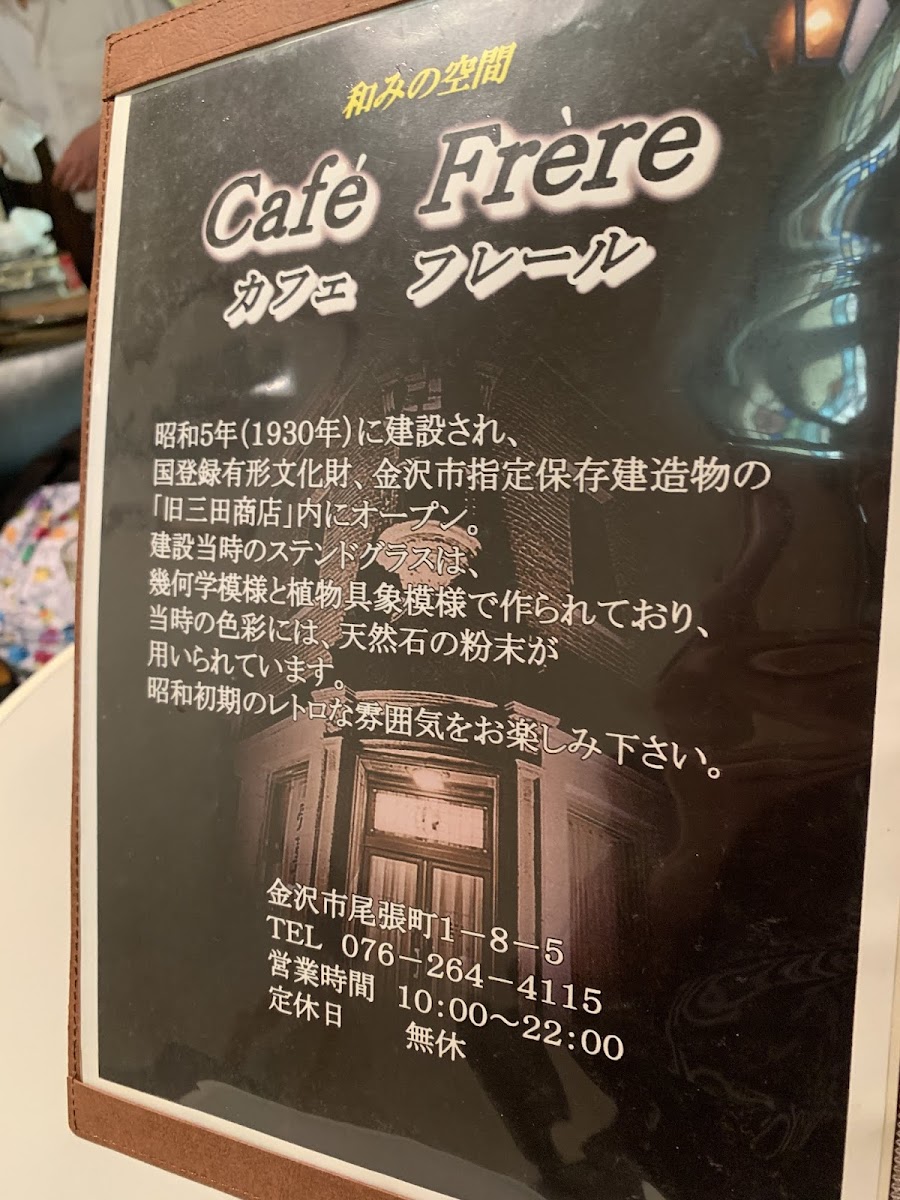 和みの空間
Café Frère
カフェ フレール
昭和5年(1930年)に建設され、
国登録有形文化財、金沢市指定保存建造物の
「旧三田商店」内にオープン。
建設当時のステンドグラスは、
幾何学模様と植物具象模様で作られており、
当時の色彩には、天然石の粉末が
用いられています。
昭和初期のレトロな雰囲気をお楽しみ下さい。
金沢市尾張町1－8－5
TEL 076－264－4115
営業時間 10:00～22:00
定休日 無休